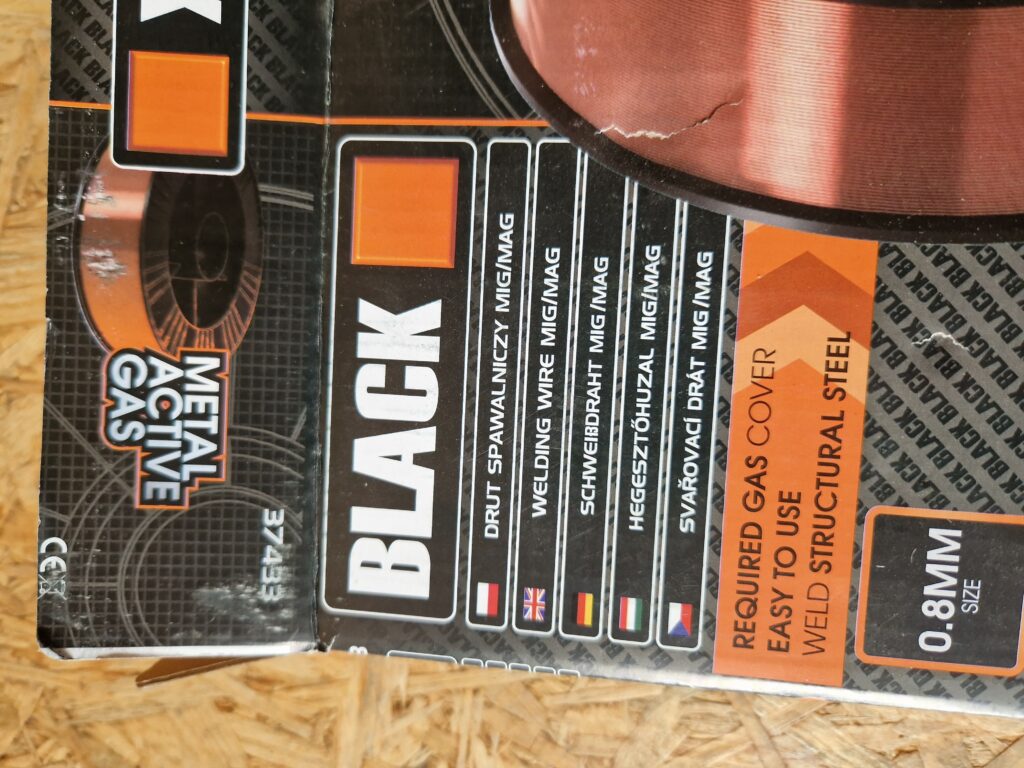 METAL
ACTIVE
GAS
CE
37433
BLACK
DRUT SPAWALNICZY MIG/MAG
WELDING WIRE MIG/MAG
SCHWEIßDRAHT MIG/MAG
HEGESZTŐHUZAL MIG/MAG
SVAŘOVACÍ DRÁT MIG/MAG
REQUIRED GAS COVER
EASY TO USE
WELD STRUCTURAL STEEL
0.8MM
SIZE